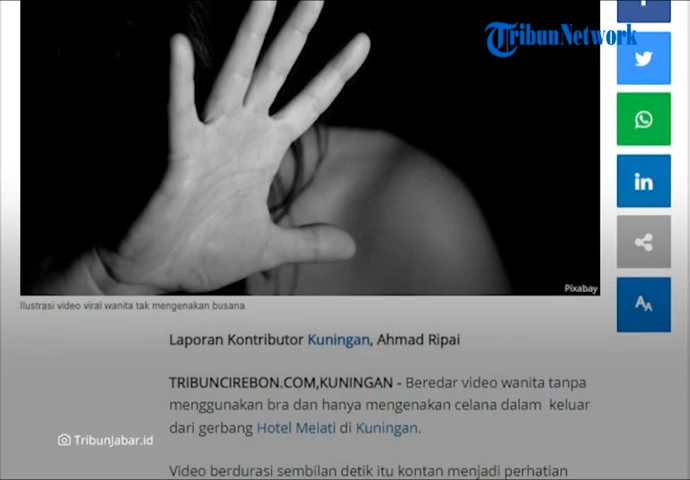 TribunNetwork
Pixabay
Ilustrasi video viral wanita tak mengenakan busana
Laporan Kontributor Kuningan, Ahmad Ripai
TRIBUNCIREBON.COM,KUNINGAN - Beredar video wanita tanpa
menggunakan bra dan hanya mengenakan celana dalam keluar
dari gerbang Hotel Melati di Kuningan.
TribunJabar.id
Video berdurasi sembilan detik itu kontan menjadi perhatian